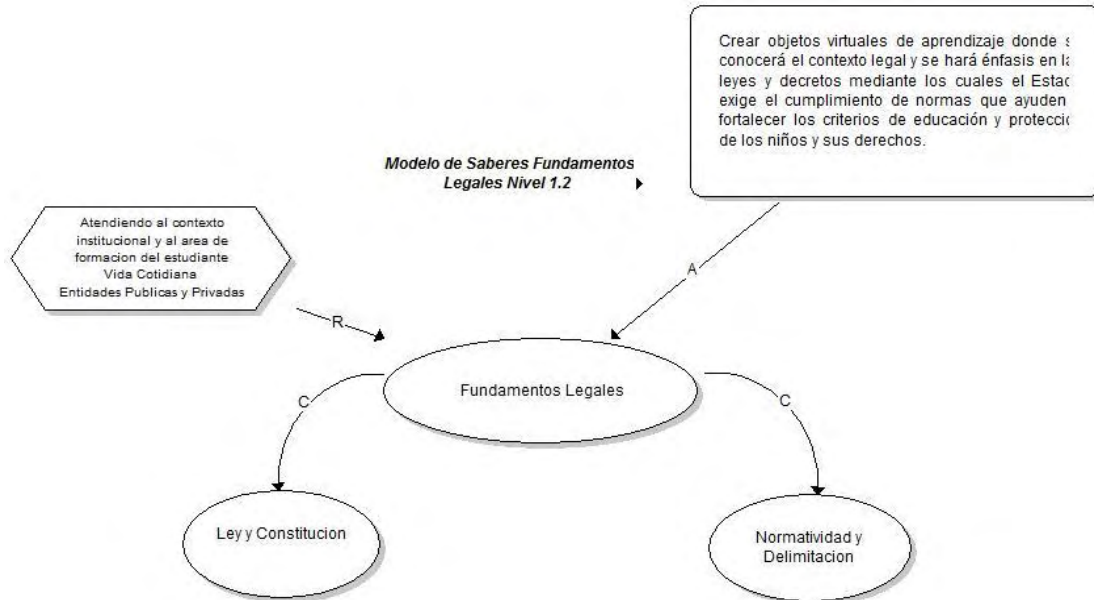 Crear objetos virtuales de aprendizaje donde s
conocerá el contexto legal y se hará énfasis en la
leyes y decretos mediante los cuales el Estad
exige el cumplimiento de normas que ayuden
fortalecer los criterios de educación y protecci
de los niños y sus derechos.
Modelo de Saberes Fundamentos
Legales Nivel 1.2
Atendiendo al contexto
institucional y al area de
formacion del estudiante
Vida Cotidiana
Entidades Publicas y Privadas
A
R
Fundamentos Legales
C
C
Ley y Constitucion
Normatividad y
Delimitacion